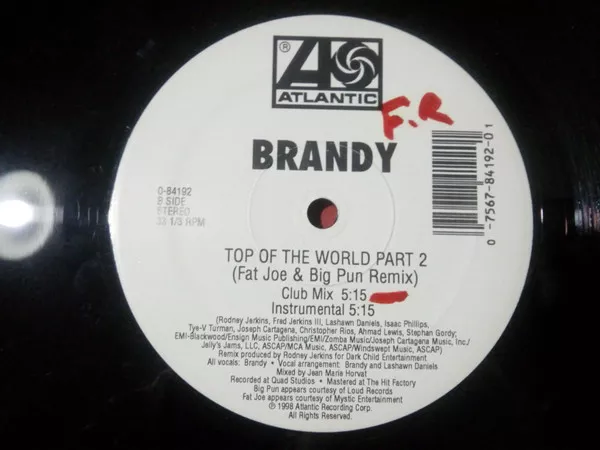 ®
ATLANTIC
F.R
BRANDY
0-84192
B SIDE
STEREO
33 1/3 RPM
0 -7567-84192-0 1
TOP OF THE WORLD PART 2
(Fat Joe & Big Pun Remix)
Club Mix 5:15
Instrumental 5:15
(Rodney Jerkins, Fred Jerkins III, Lashawn Daniels, Isaac Phillips,
Tye-V Turman, Joseph Cartagena, Christopher Rios, Ahmad Lewis, Stephan Gordy;
EMI-Blackwood/Ensign Music Publishing/EMI/Zomba Music/Joseph Cartagena Music, Inc./
Jelly's Jams, LLC, ASCAP/MCA Music, ASCAP/Windswept Music, ASCAP)
Remix produced by Rodney Jerkins for Dark Child Entertainment.
All vocals: Brandy • Vocal arrangement: Brandy and Lashawn Daniels
Mixed by Jean Marie Horvat
Recorded at Quad Studios • Mastered at The Hit Factory
Big Pun appears courtesy of Loud Records
Fat Joe appears courtesy of Mystic Entertainment
℗ 1998 Atlantic Recording Corp.
All Rights Reserved.